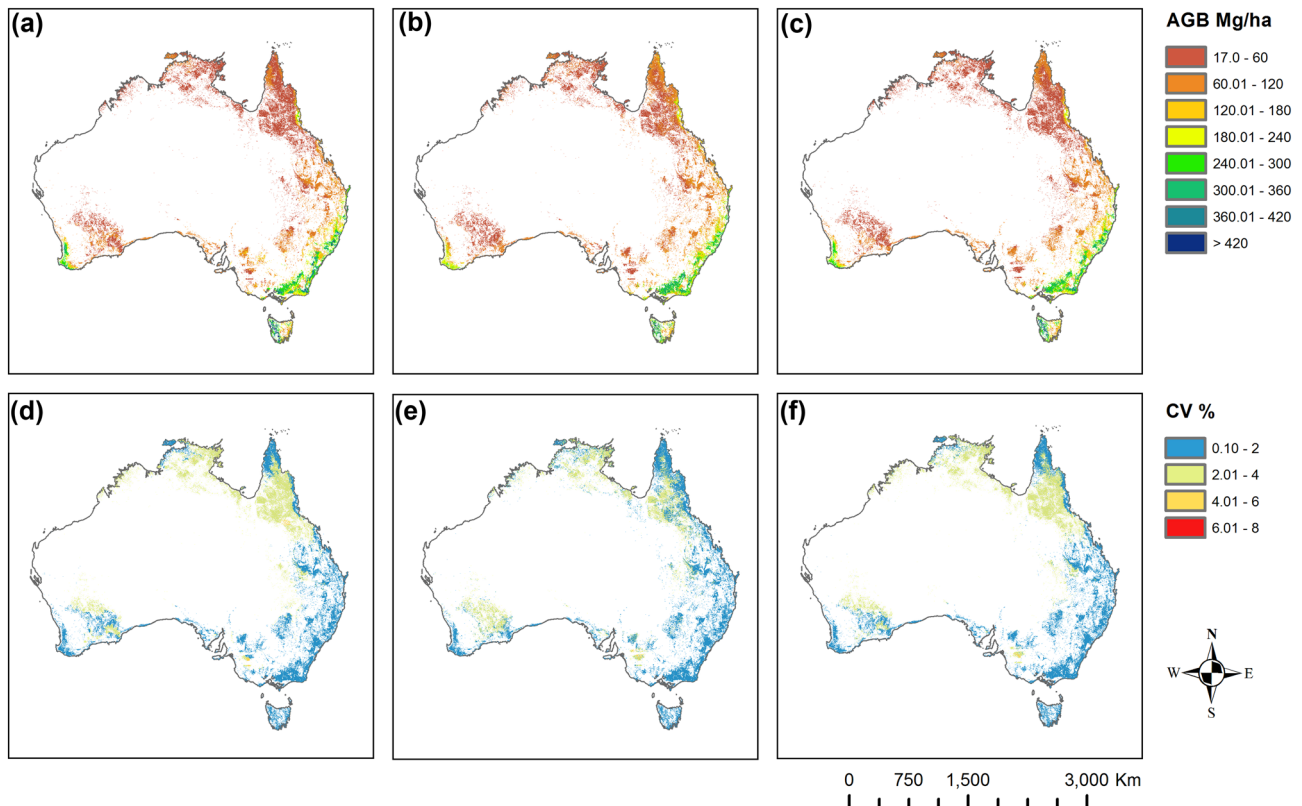 (a)
(b)
(c)
AGB Mg/ha
17.0 - 60
60.01 - 120
120.01 - 180
180.01 - 240
240.01 - 300
300.01 - 360
360.01 - 420
> 420
(d)
(e)
(f)
CV %
0.10 - 2
2.01 - 4
4.01 - 6
6.01 - 8
N
W E
S
0 750 1,500 3,000 Km